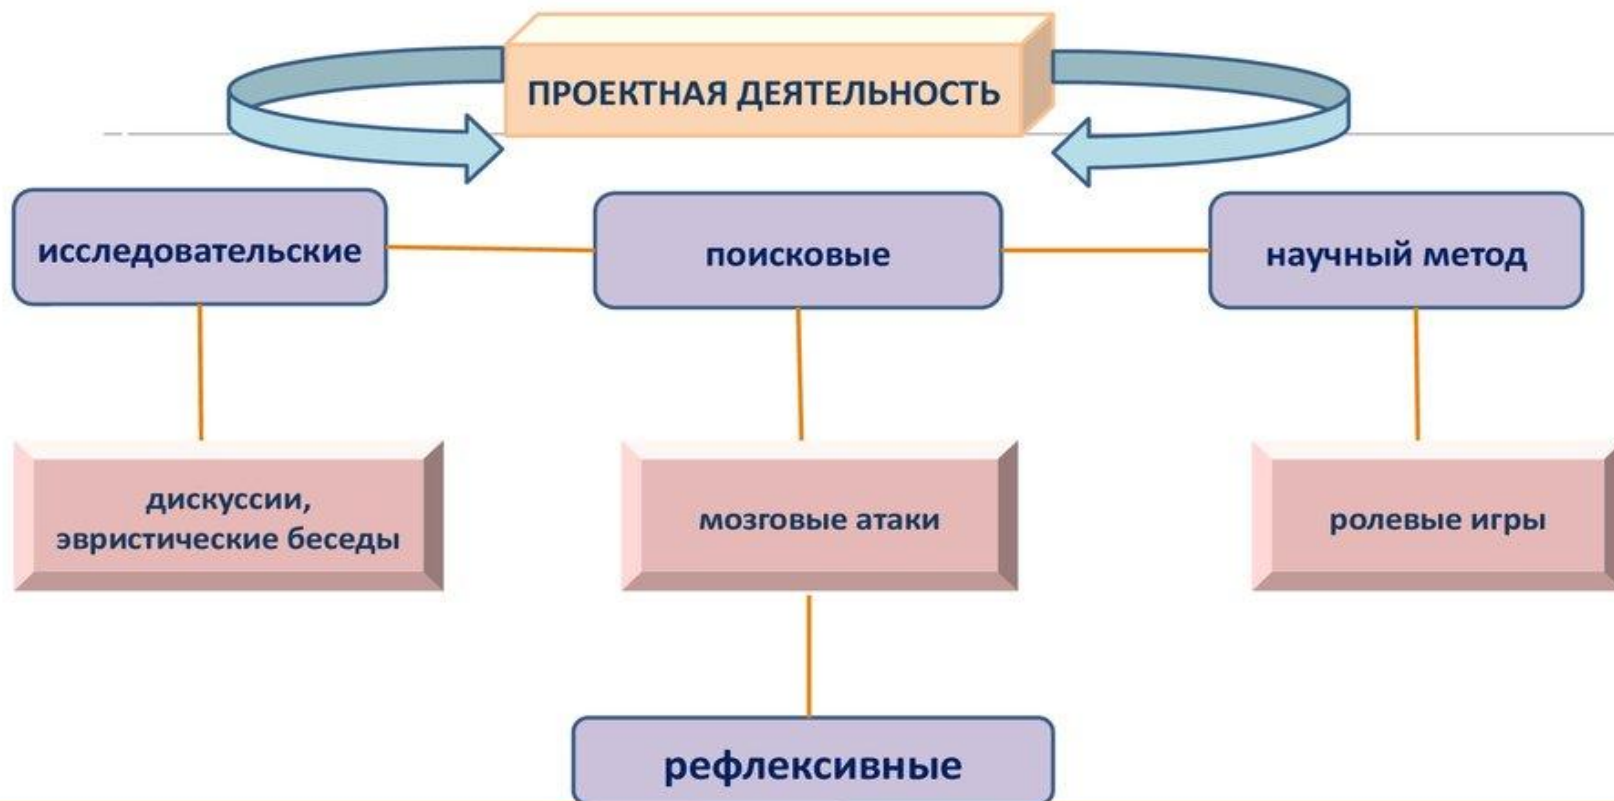 ПРОЕКТНАЯ ДЕЯТЕЛЬНОСТЬ
исследовательские
поисковые
научный метод
дискуссии,
эвристические беседы
мозговые атаки
ролевые игры
рефлексивные